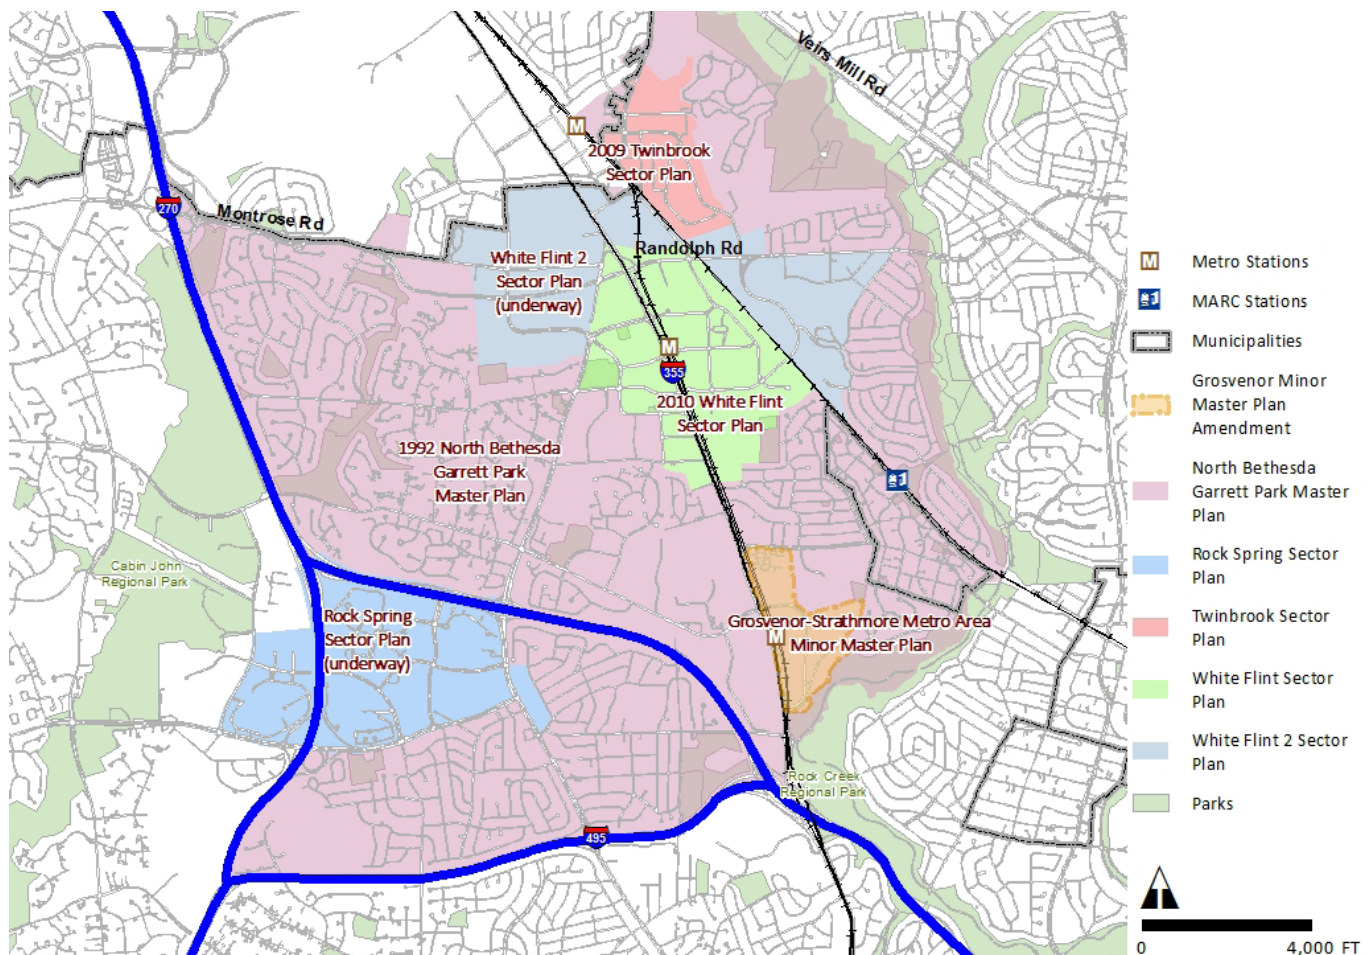 Veirs Mill Rd
M
2009 Twinbrook
Sector Plan
270
Montrose Rd
Randolph Rd
White Flint 2
Sector Plan
(underway)
M
355
2010 White Flint
Sector Plan
1992 North Bethesda
Garrett Park
Master Plan
Cabin John
Regional Park
Rock Spring
Sector Plan
(underway)
Grosvenor-Strathmore Metro Area
M
Minor Master Plan
Rock Creek
Regional Park
495
M
Metro Stations
MARC Stations
Municipalities
Grosvenor Minor
Master Plan
Amendment
North Bethesda
Garrett Park Master
Plan
Rock Spring Sector
Plan
Twinbrook Sector
Plan
White Flint Sector
Plan
White Flint 2 Sector
Plan
Parks
0
4,000 FT